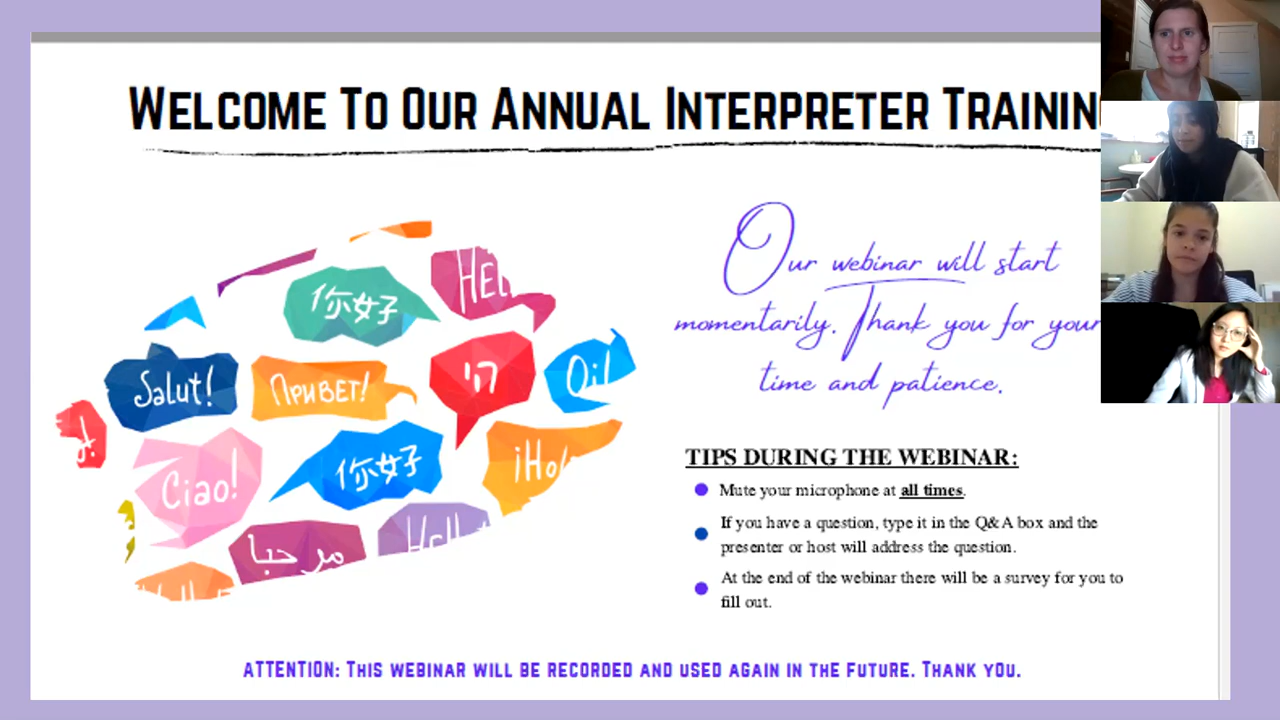 WELCOME TO OUR ANNUAL INTERPRETER TRAININ
Our webinar will start
momentarily. Thank you for your
time and patience.
你好
HEL
Salut!
ПРИВЕТ!
הי
Oi!
Ciao!
你好
¡Hol
مرحبا
Hell
TIPS DURING THE WEBINAR:
Mute your microphone at all times.
If you have a question, type it in the Q&A box and the
presenter or host will address the question.
At the end of the webinar there will be a survey for you to
fill out.
ATTENTION: THIS WEBINAR WILL BE RECORDED AND USED AGAIN IN THE FUTURE. THANK YOU.